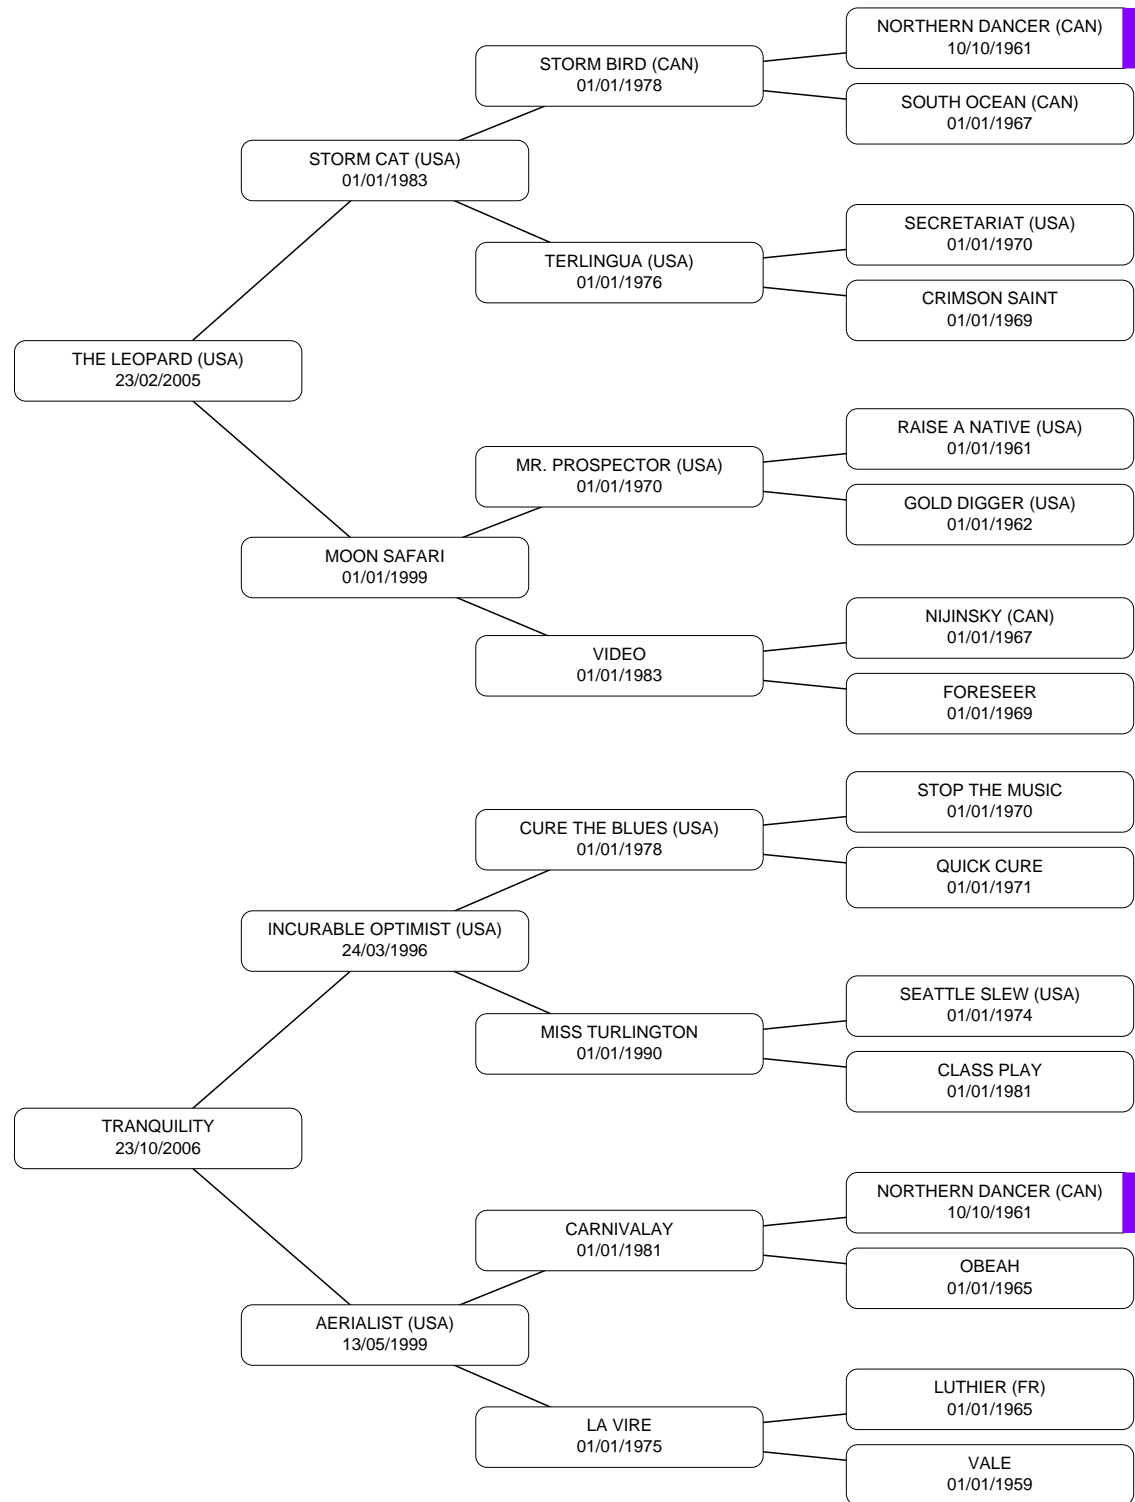 NORTHERN DANCER (CAN)
10/10/1961
STORM BIRD (CAN)
01/01/1978
SOUTH OCEAN (CAN)
01/01/1967
STORM CAT (USA)
01/01/1983
SECRETARIAT (USA)
01/01/1970
TERLINGUA (USA)
01/01/1976
CRIMSON SAINT
01/01/1969
THE LEOPARD (USA)
23/02/2005
RAISE A NATIVE (USA)
01/01/1961
MR. PROSPECTOR (USA)
01/01/1970
GOLD DIGGER (USA)
01/01/1962
MOON SAFARI
01/01/1999
NIJINSKY (CAN)
01/01/1967
VIDEO
01/01/1983
FORESEER
01/01/1969
STOP THE MUSIC
01/01/1970
CURE THE BLUES (USA)
01/01/1978
QUICK CURE
01/01/1971
INCURABLE OPTIMIST (USA)
24/03/1996
SEATTLE SLEW (USA)
01/01/1974
MISS TURLINGTON
01/01/1990
CLASS PLAY
01/01/1981
TRANQUILITY
23/10/2006
NORTHERN DANCER (CAN)
10/10/1961
CARNIVALAY
01/01/1981
OBEAH
01/01/1965
AERIALIST (USA)
13/05/1999
LUTHIER (FR)
01/01/1965
LA VIRE
01/01/1975
VALE
01/01/1959